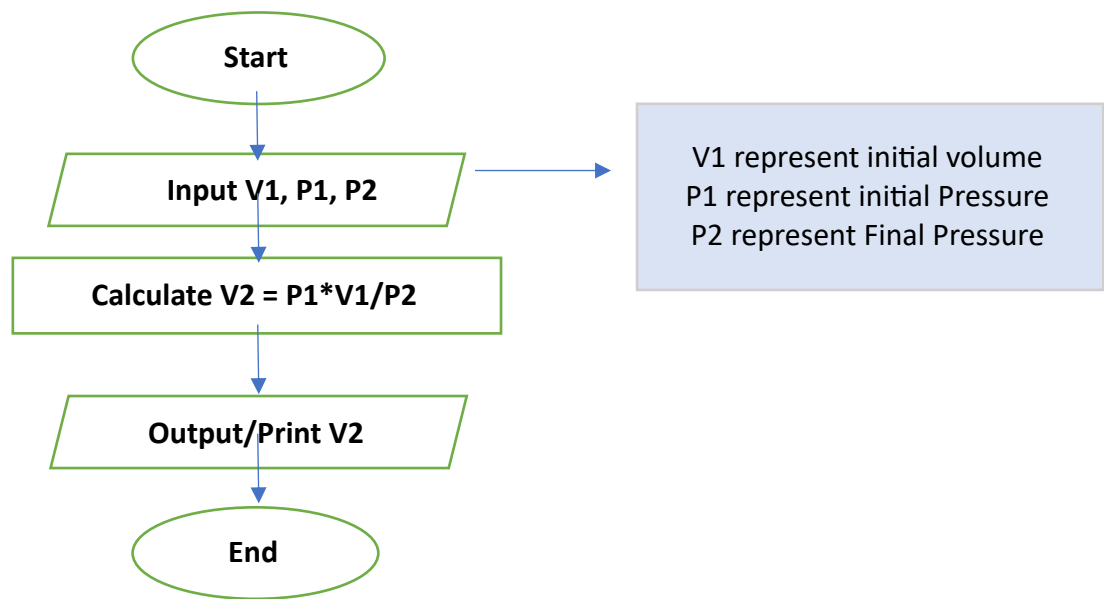 Start
Input V1, P1, P2
V1 represent initial volume
P1 represent initial Pressure
P2 represent Final Pressure
Calculate V2 = P1*V1/P2
Output/Print V2
End